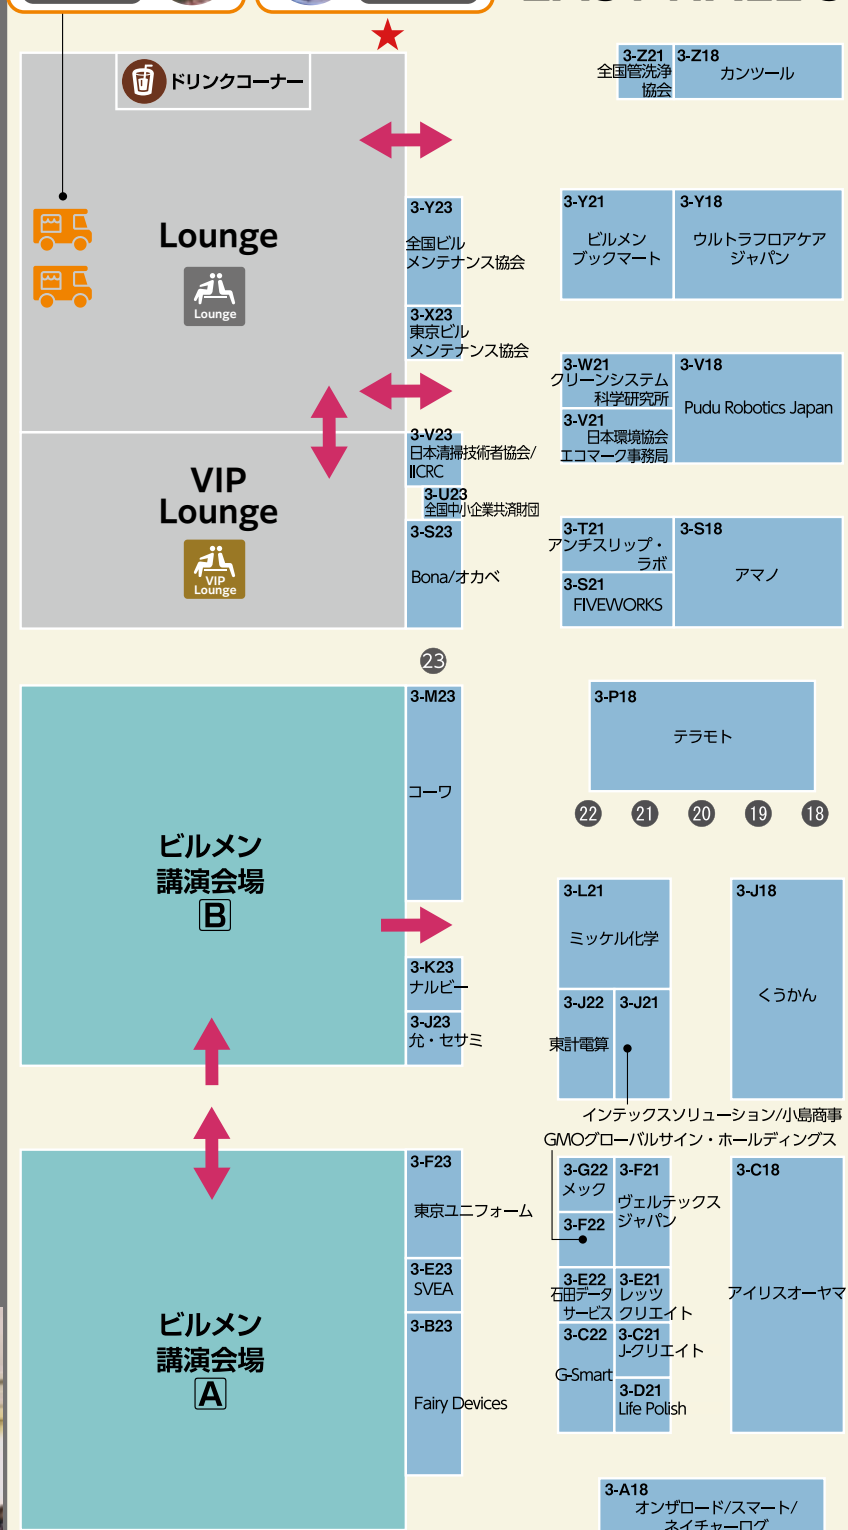 ドリンクコーナー
3-Z21
全国管洗浄
協会
3-Z18
カンツール
Lounge
Lounge
3-Y23
全国ビル
メンテナンス協会
3-Y21
ビルメン
ブックマート
3-Y18
ウルトラフロアケア
ジャパン
3-X23
東京ビル
メンテナンス協会
3-W21
クリーンシステム
科学研究所
3-V18
Pudu Robotics Japan
3-V21
日本環境協会
エコマーク事務局
VIP
Lounge
VIP
Lounge
3-V23
日本清掃技術者協会/
IICRC
3-U23
全国中小企業共済財団
3-S23
Bona/オカベ
3-T21
アンチスリップ・
ラボ
3-S21
FIVEWORKS
3-S18
アマノ
23
3-M23
コーワ
3-P18
テラモト
22 21 20 19 18
ビルメン
講演会場
B
3-L21
ミッケル化学
3-J18
くうかん
3-K23
ナルビー
3-J23
允・セサミ
3-J22
東計電算
3-J21
インテックスソリューション/小島商事
GMOグローバルサイン・ホールディングス
3-F23
東京ユニフォーム
3-G22
メック
3-F21
ヴェルテックス
ジャパン
3-C18
アイリスオーヤマ
3-F22
3-E23
SVEA
3-E22
石田データ
サービス
3-E21
レッツ
クリエイト
ビルメン
講演会場
A
3-B23
Fairy Devices
3-C22
G-Smart
3-C21
J-クリエイト
3-D21
Life Polish
3-A18
オンザロード/スマート/
ネイチャーログ